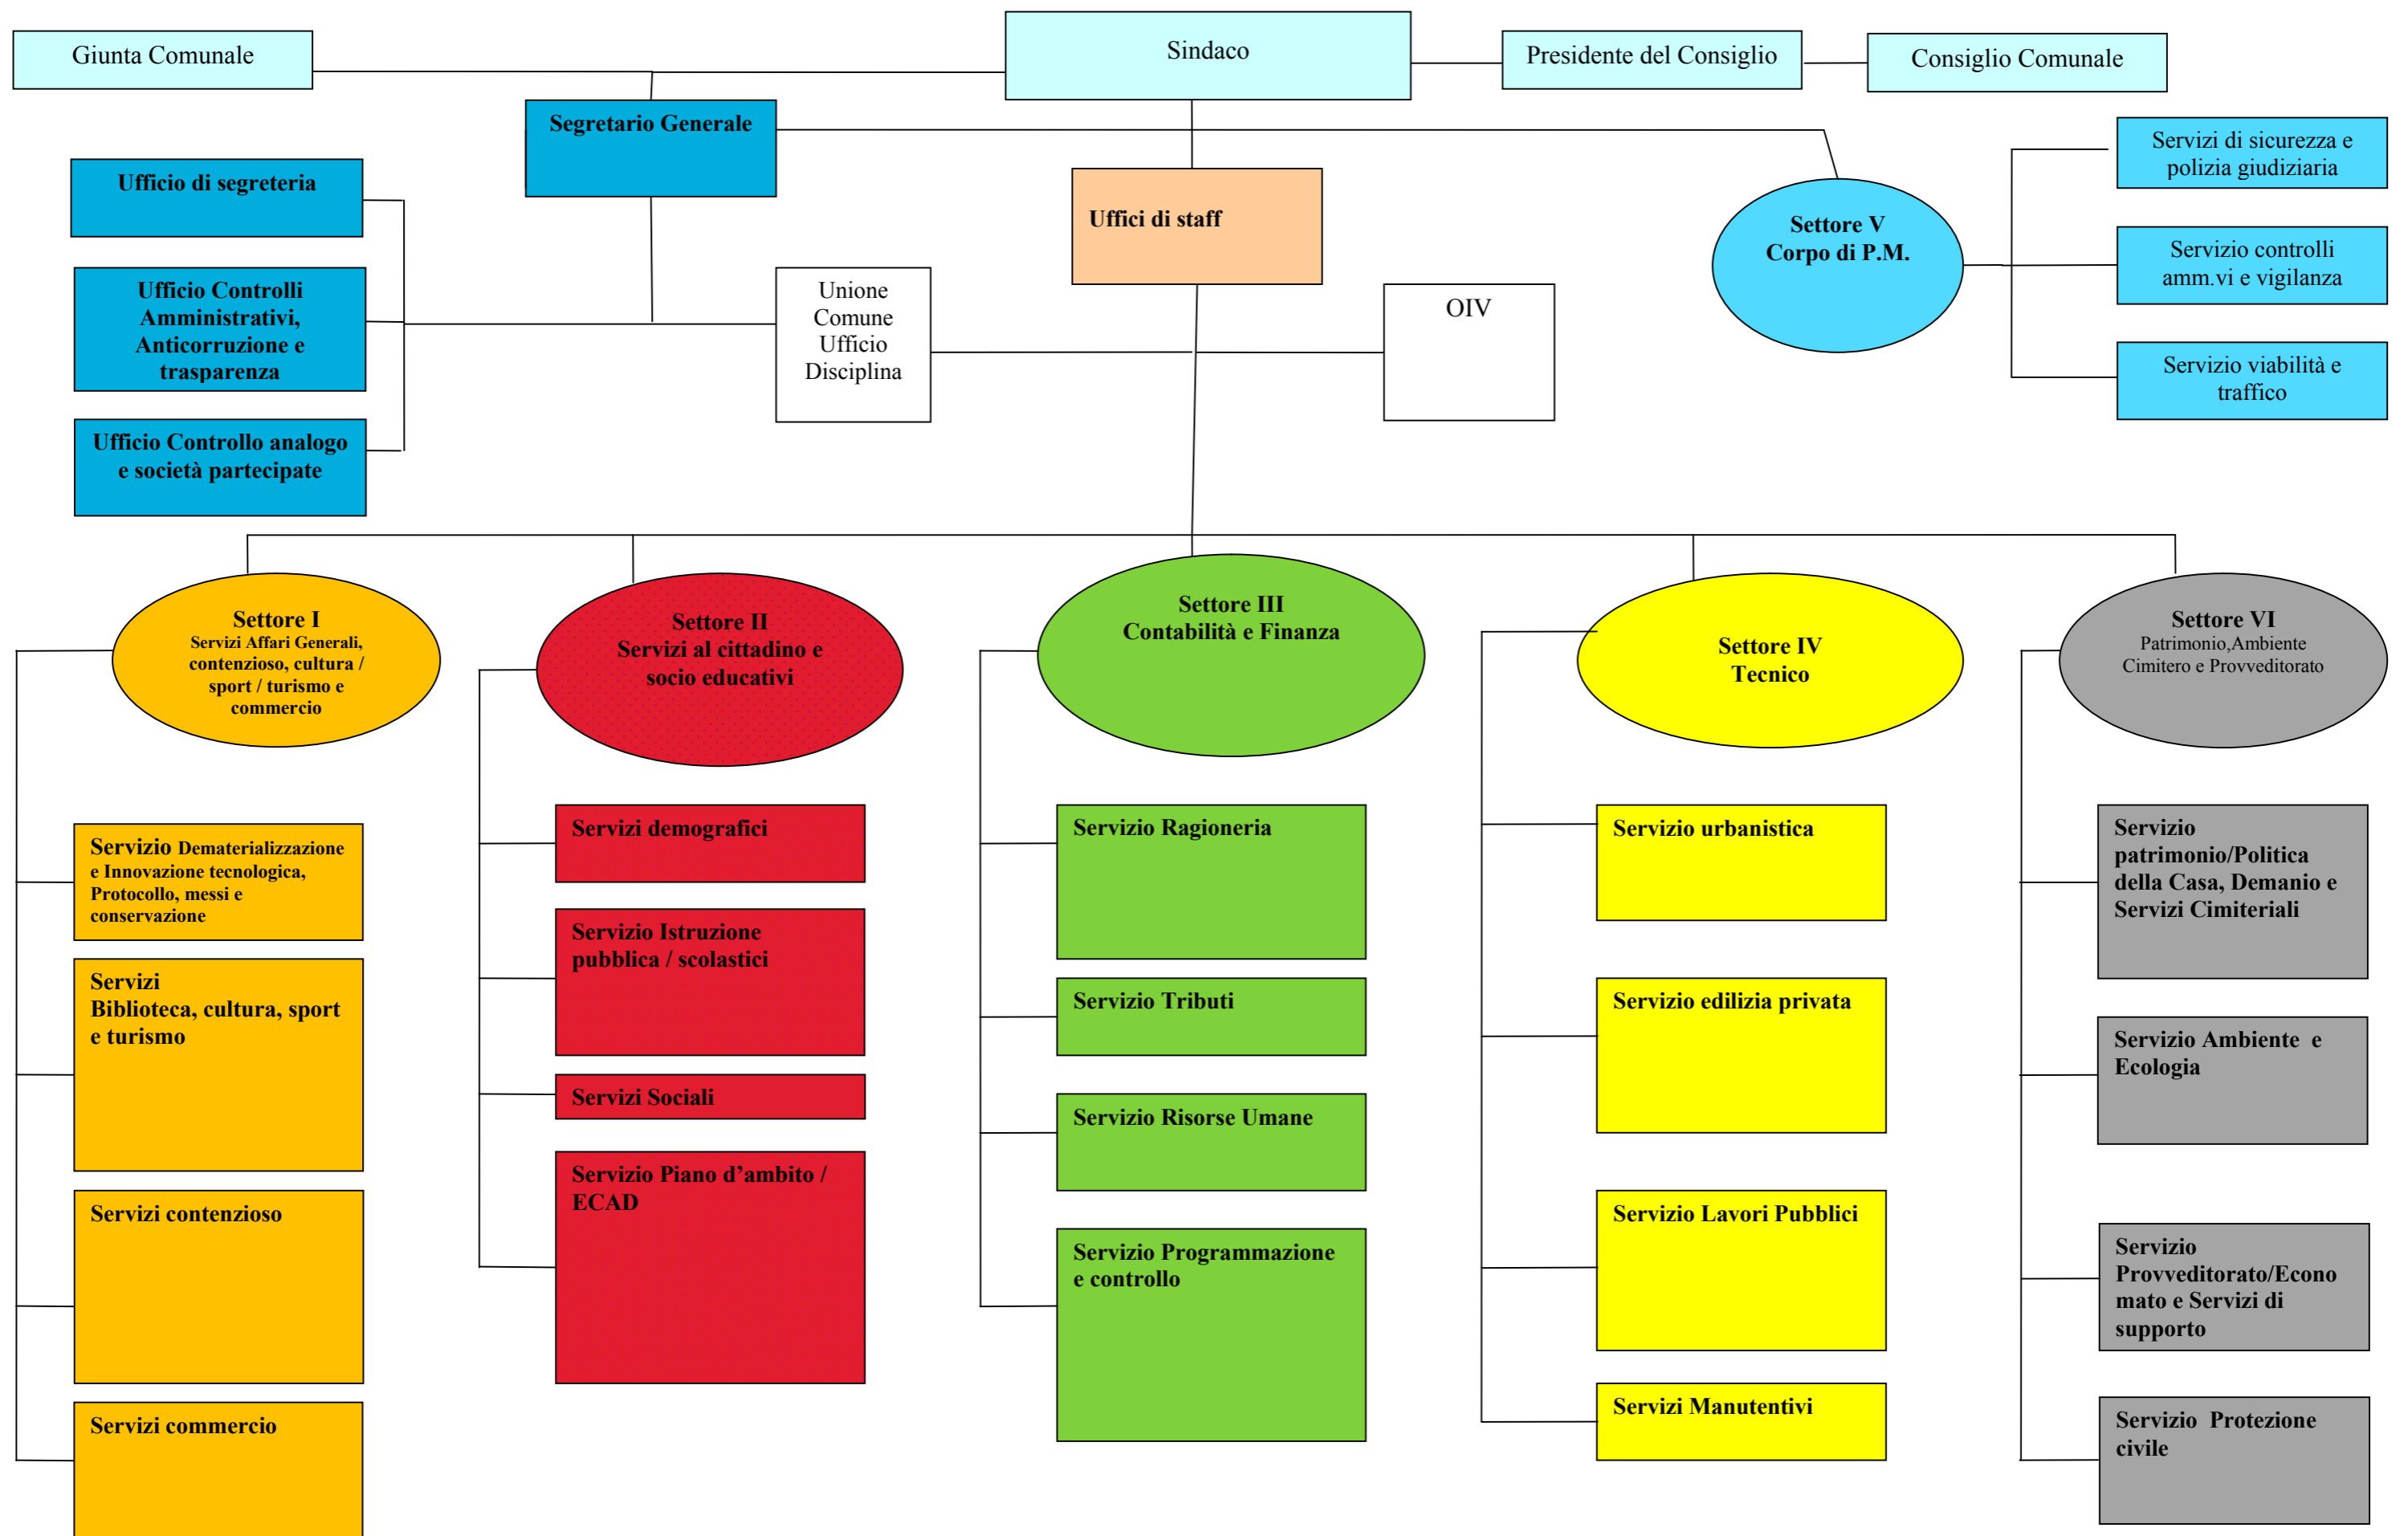 Giunta Comunale
Sindaco
Presidente del Consiglio
Consiglio Comunale
Segretario Generale
Ufficio di segreteria
Ufficio Controlli
Amministrativi,
Anticorruzione e
trasparenza
Ufficio Controllo analogo
e società partecipate
Uffici di staff
Unione
Comune
Ufficio
Disciplina
OIV
Settore V
Corpo di P.M.
Servizi di sicurezza e
polizia giudiziaria
Servizio controlli
amm.vi e vigilanza
Servizio viabilità e
traffico
Settore I
Servizi Affari Generali,
contenzioso, cultura /
sport / turismo e
commercio
Servizio Dematerializzazione
e Innovazione tecnologica,
Protocollo, messi e
conservazione
Servizi
Biblioteca, cultura, sport
e turismo
Servizi contenzioso
Servizi commercio
Settore II
Servizi al cittadino e
socio educativi
Servizi demografici
Servizio Istruzione
pubblica / scolastici
Servizi Sociali
Servizio Piano d’ambito /
ECAD
Settore III
Contabilità e Finanza
Servizio Ragioneria
Servizio Tributi
Servizio Risorse Umane
Servizio Programmazione
e controllo
Settore IV
Tecnico
Servizio urbanistica
Servizio edilizia privata
Servizio Lavori Pubblici
Servizi Manutentivi
Settore VI
Patrimonio,Ambiente
Cimitero e Provveditorato
Servizio
patrimonio/Politica
della Casa, Demanio e
Servizi Cimiteriali
Servizio Ambiente e
Ecologia
Servizio
Provveditorato/Econo
mato e Servizi di
supporto
Servizio Protezione
civile